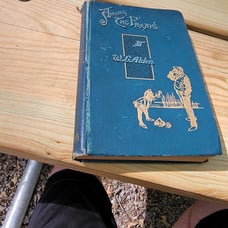 Among
The Freaks
W. L. Alden